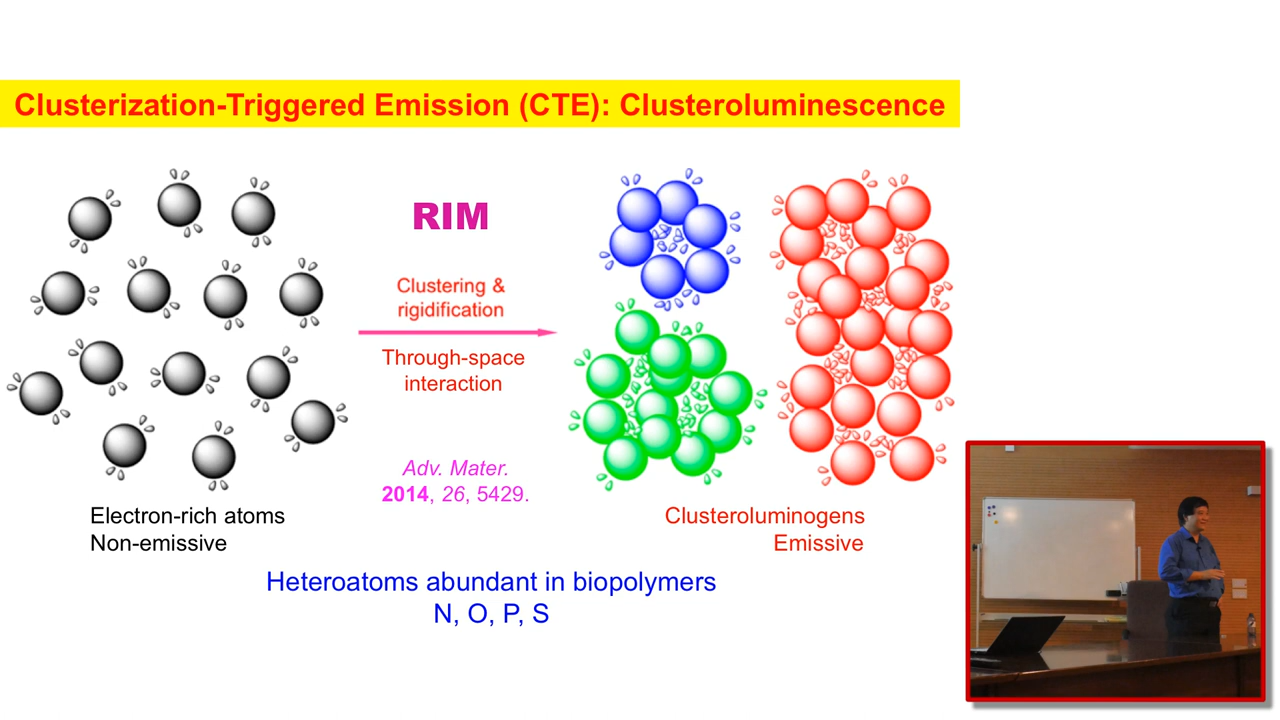 Clusterization-Triggered Emission (CTE): Clusteroluminescence
RIM
Clustering &
rigidification
Through-space
interaction
Adv. Mater.
2014, 26, 5429.
Electron-rich atoms
Non-emissive
Clusteroluminogens
Emissive
Heteroatoms abundant in biopolymers
N, O, P, S